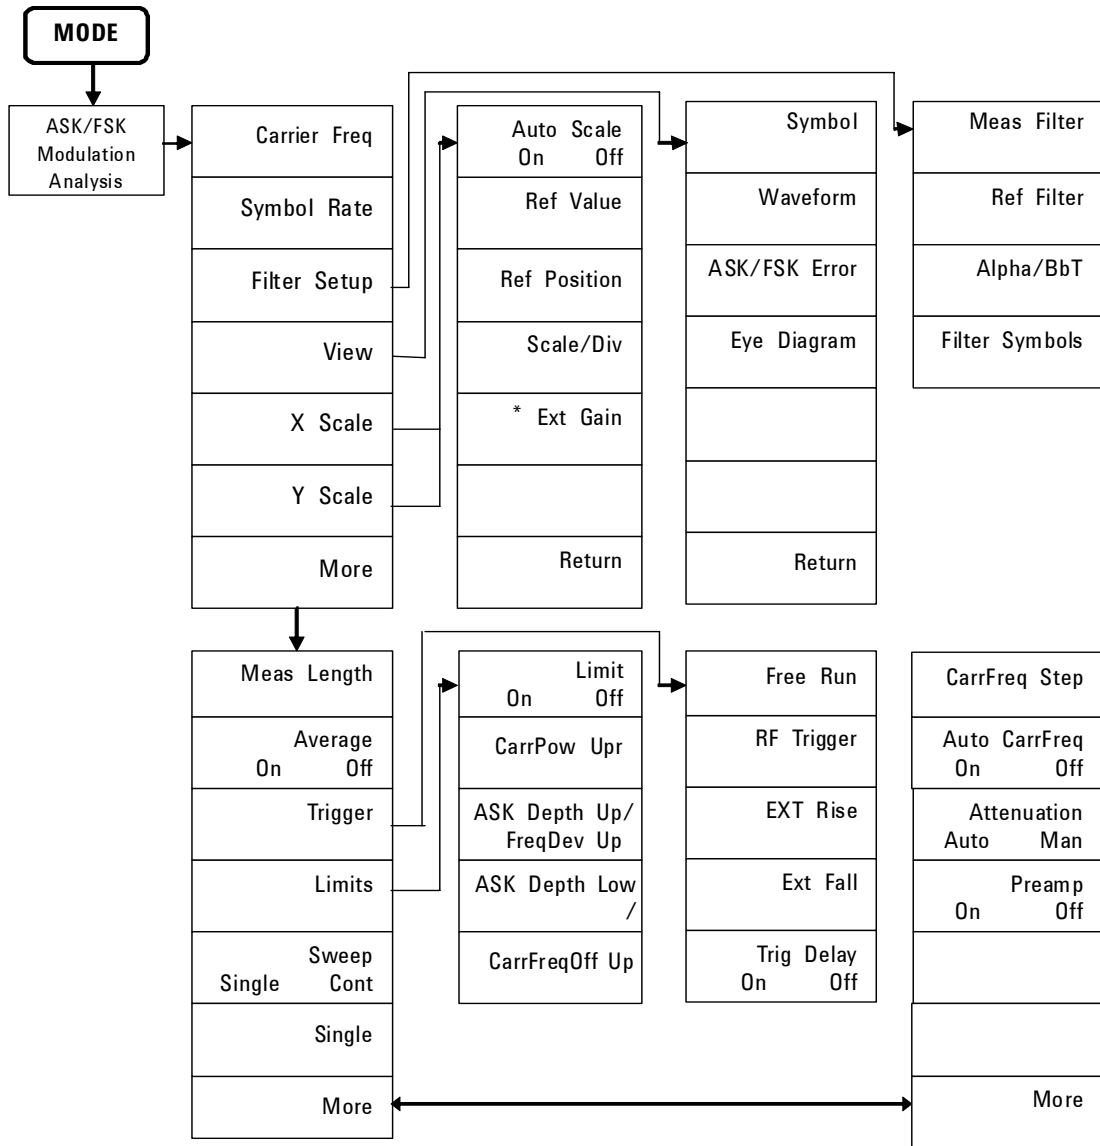 MODE
ASK/FSK
Modulation
Analysis
Carrier Freq
Symbol Rate
Filter Setup
View
X Scale
Y Scale
More
Auto Scale
On Off
Ref Value
Ref Position
Scale/Div
* Ext Gain
Return
Symbol
Waveform
ASK/FSK Error
Eye Diagram
Return
Meas Filter
Ref Filter
Alpha/BbT
Filter Symbols
Meas Length
Average
On Off
Trigger
Limits
Sweep
Single Cont
Single
More
Limit
On Off
CarrPow Upr
ASK Depth Up/
FreqDev Up
ASK Depth Low
/
CarrFreqOff Up
Free Run
RF Trigger
EXT Rise
Ext Fall
Trig Delay
On Off
CarrFreq Step
Auto CarrFreq
On Off
Attenuation
Auto Man
Preamp
On Off
More